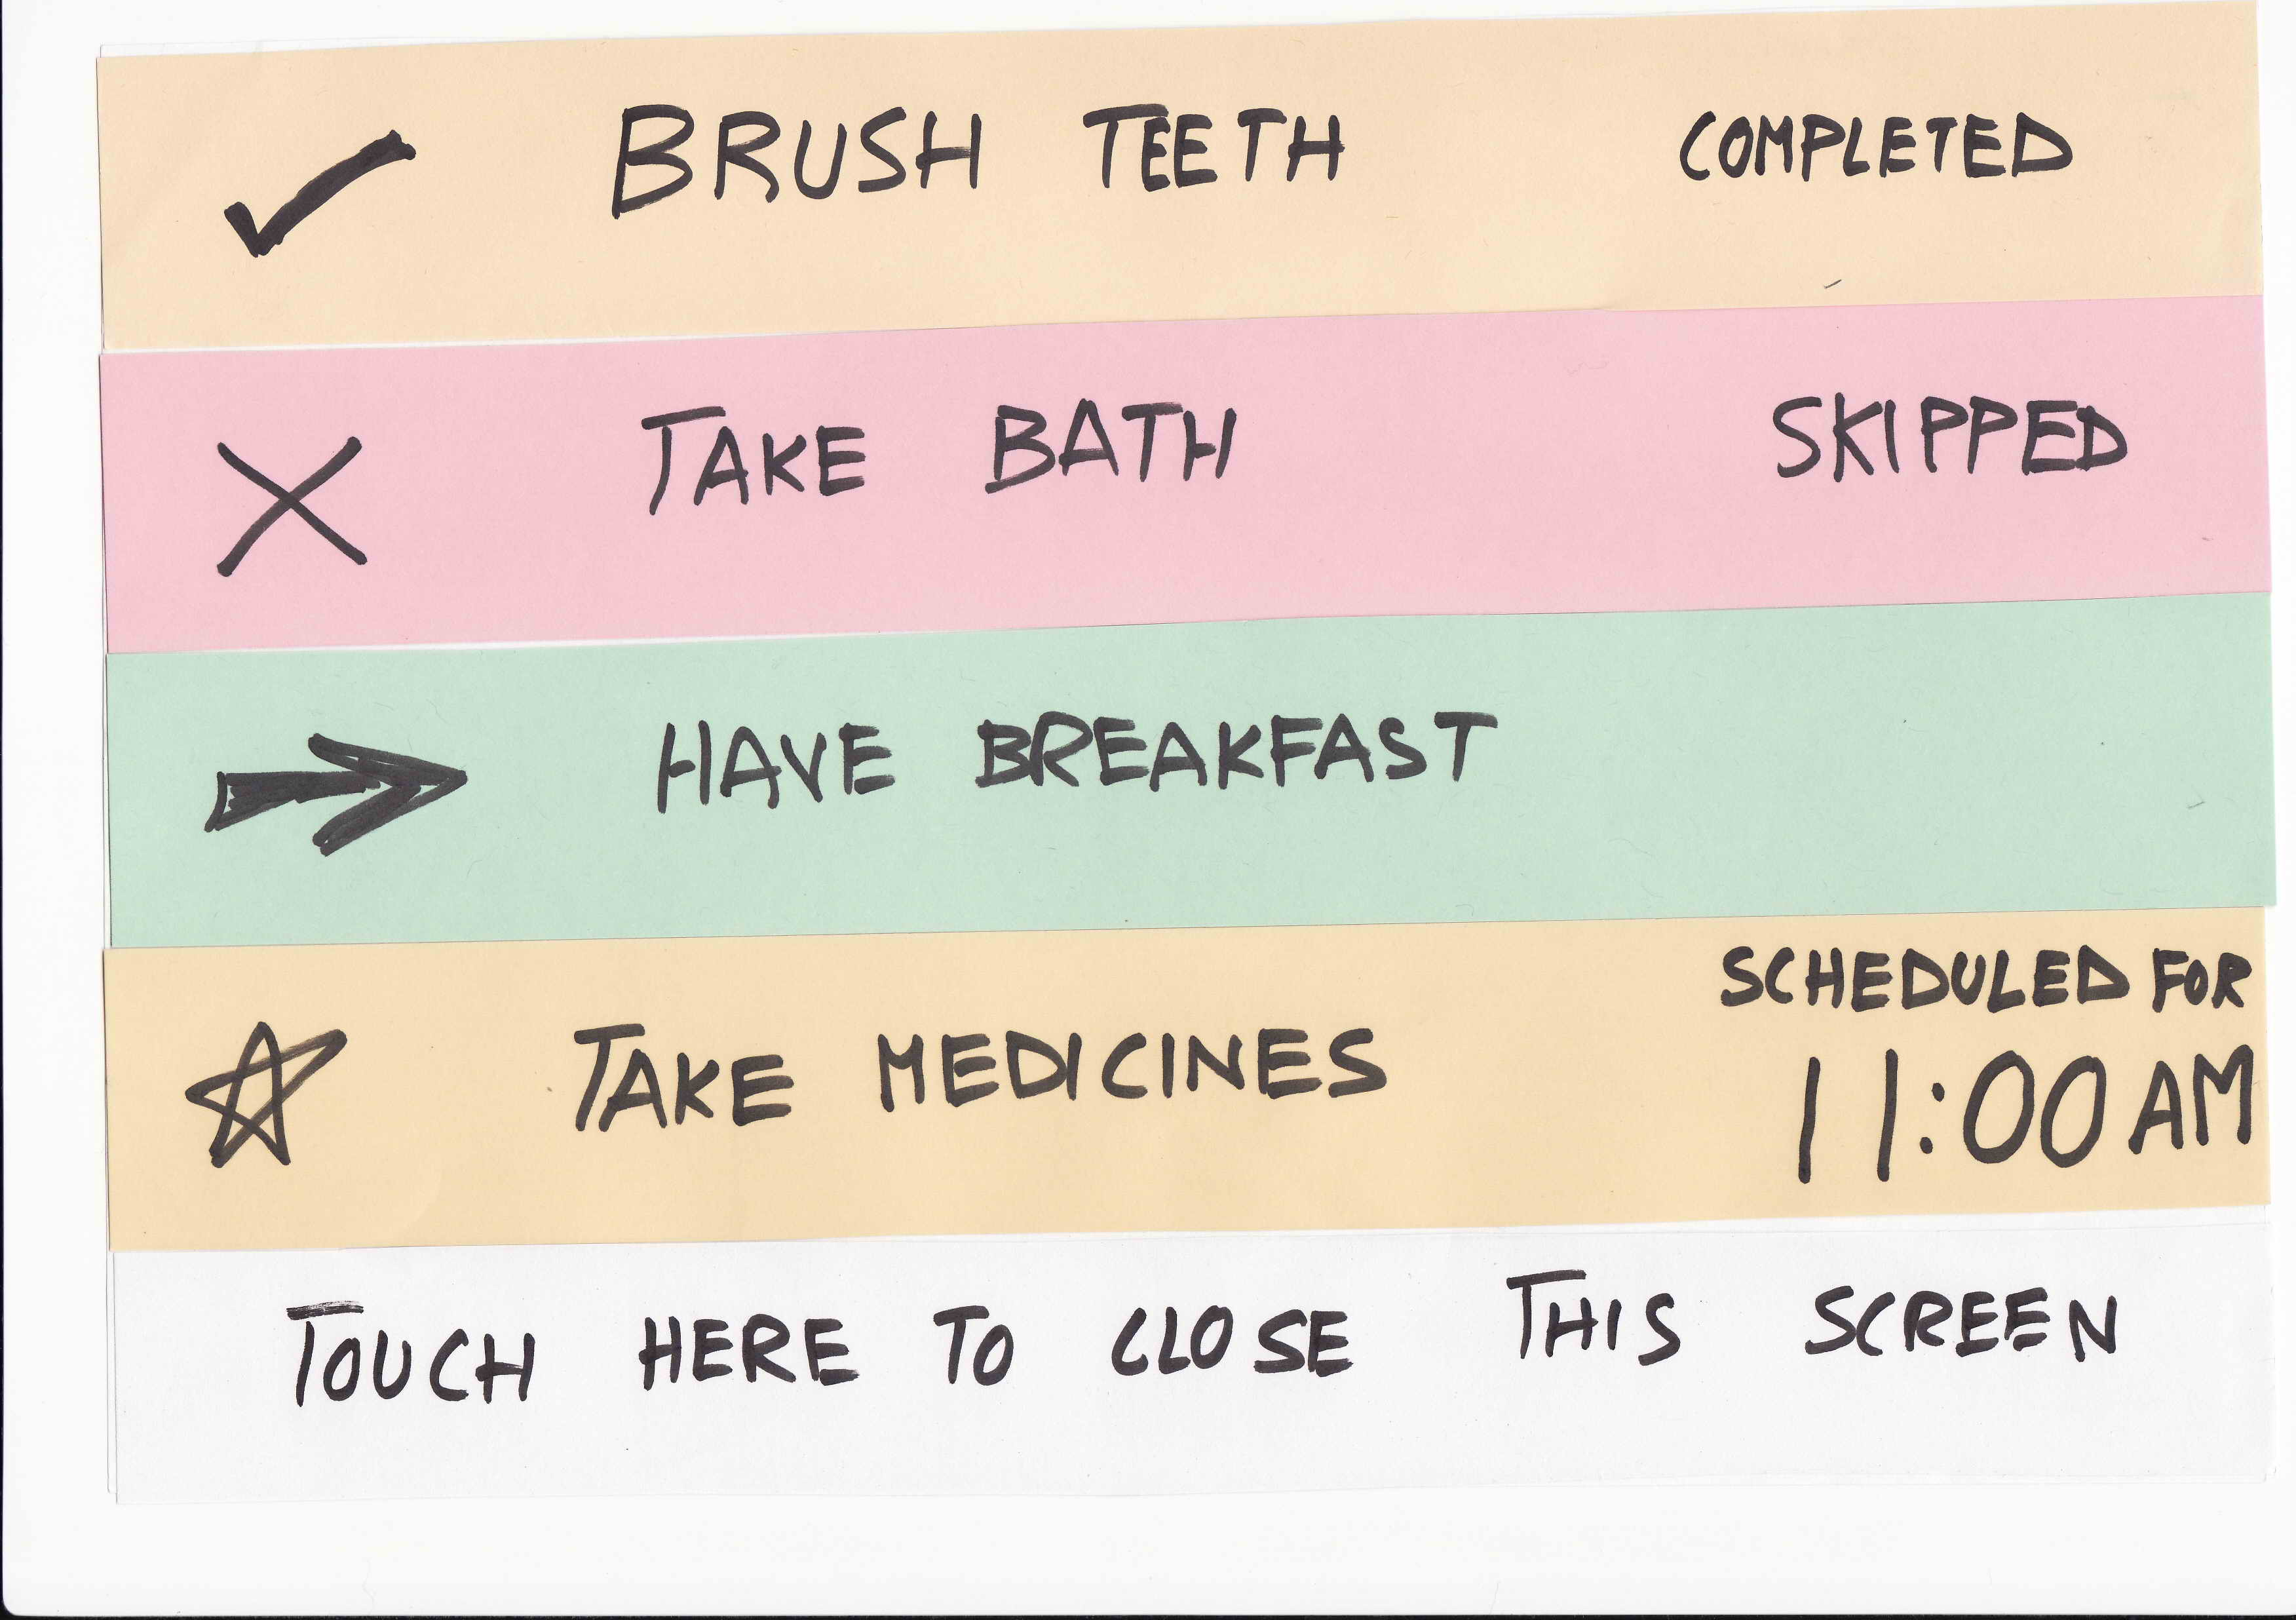 BRUSH TEETH COMPLETED
TAKE BATH SKIPPED
HAVE BREAKFAST
TAKE MEDICINES SCHEDULED FOR
11:00 AM
TOUCH HERE TO CLOSE THIS SCREEN